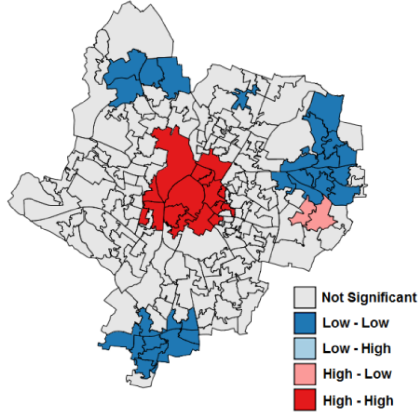 Not Significant
Low - Low
Low - High
High - Low
High - High